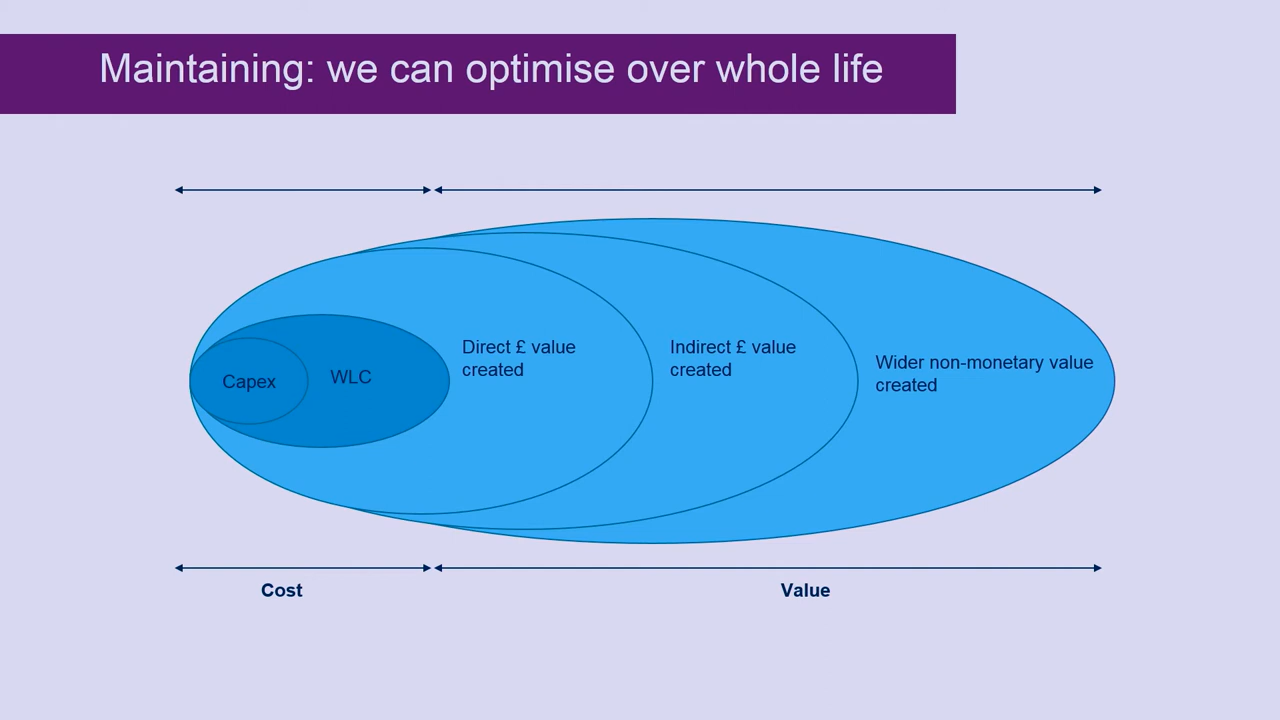 Maintaining: we can optimise over whole life
Capex
WLC
Direct £ value
created
Indirect £ value
created
Wider non-monetary value
created
Cost
Value